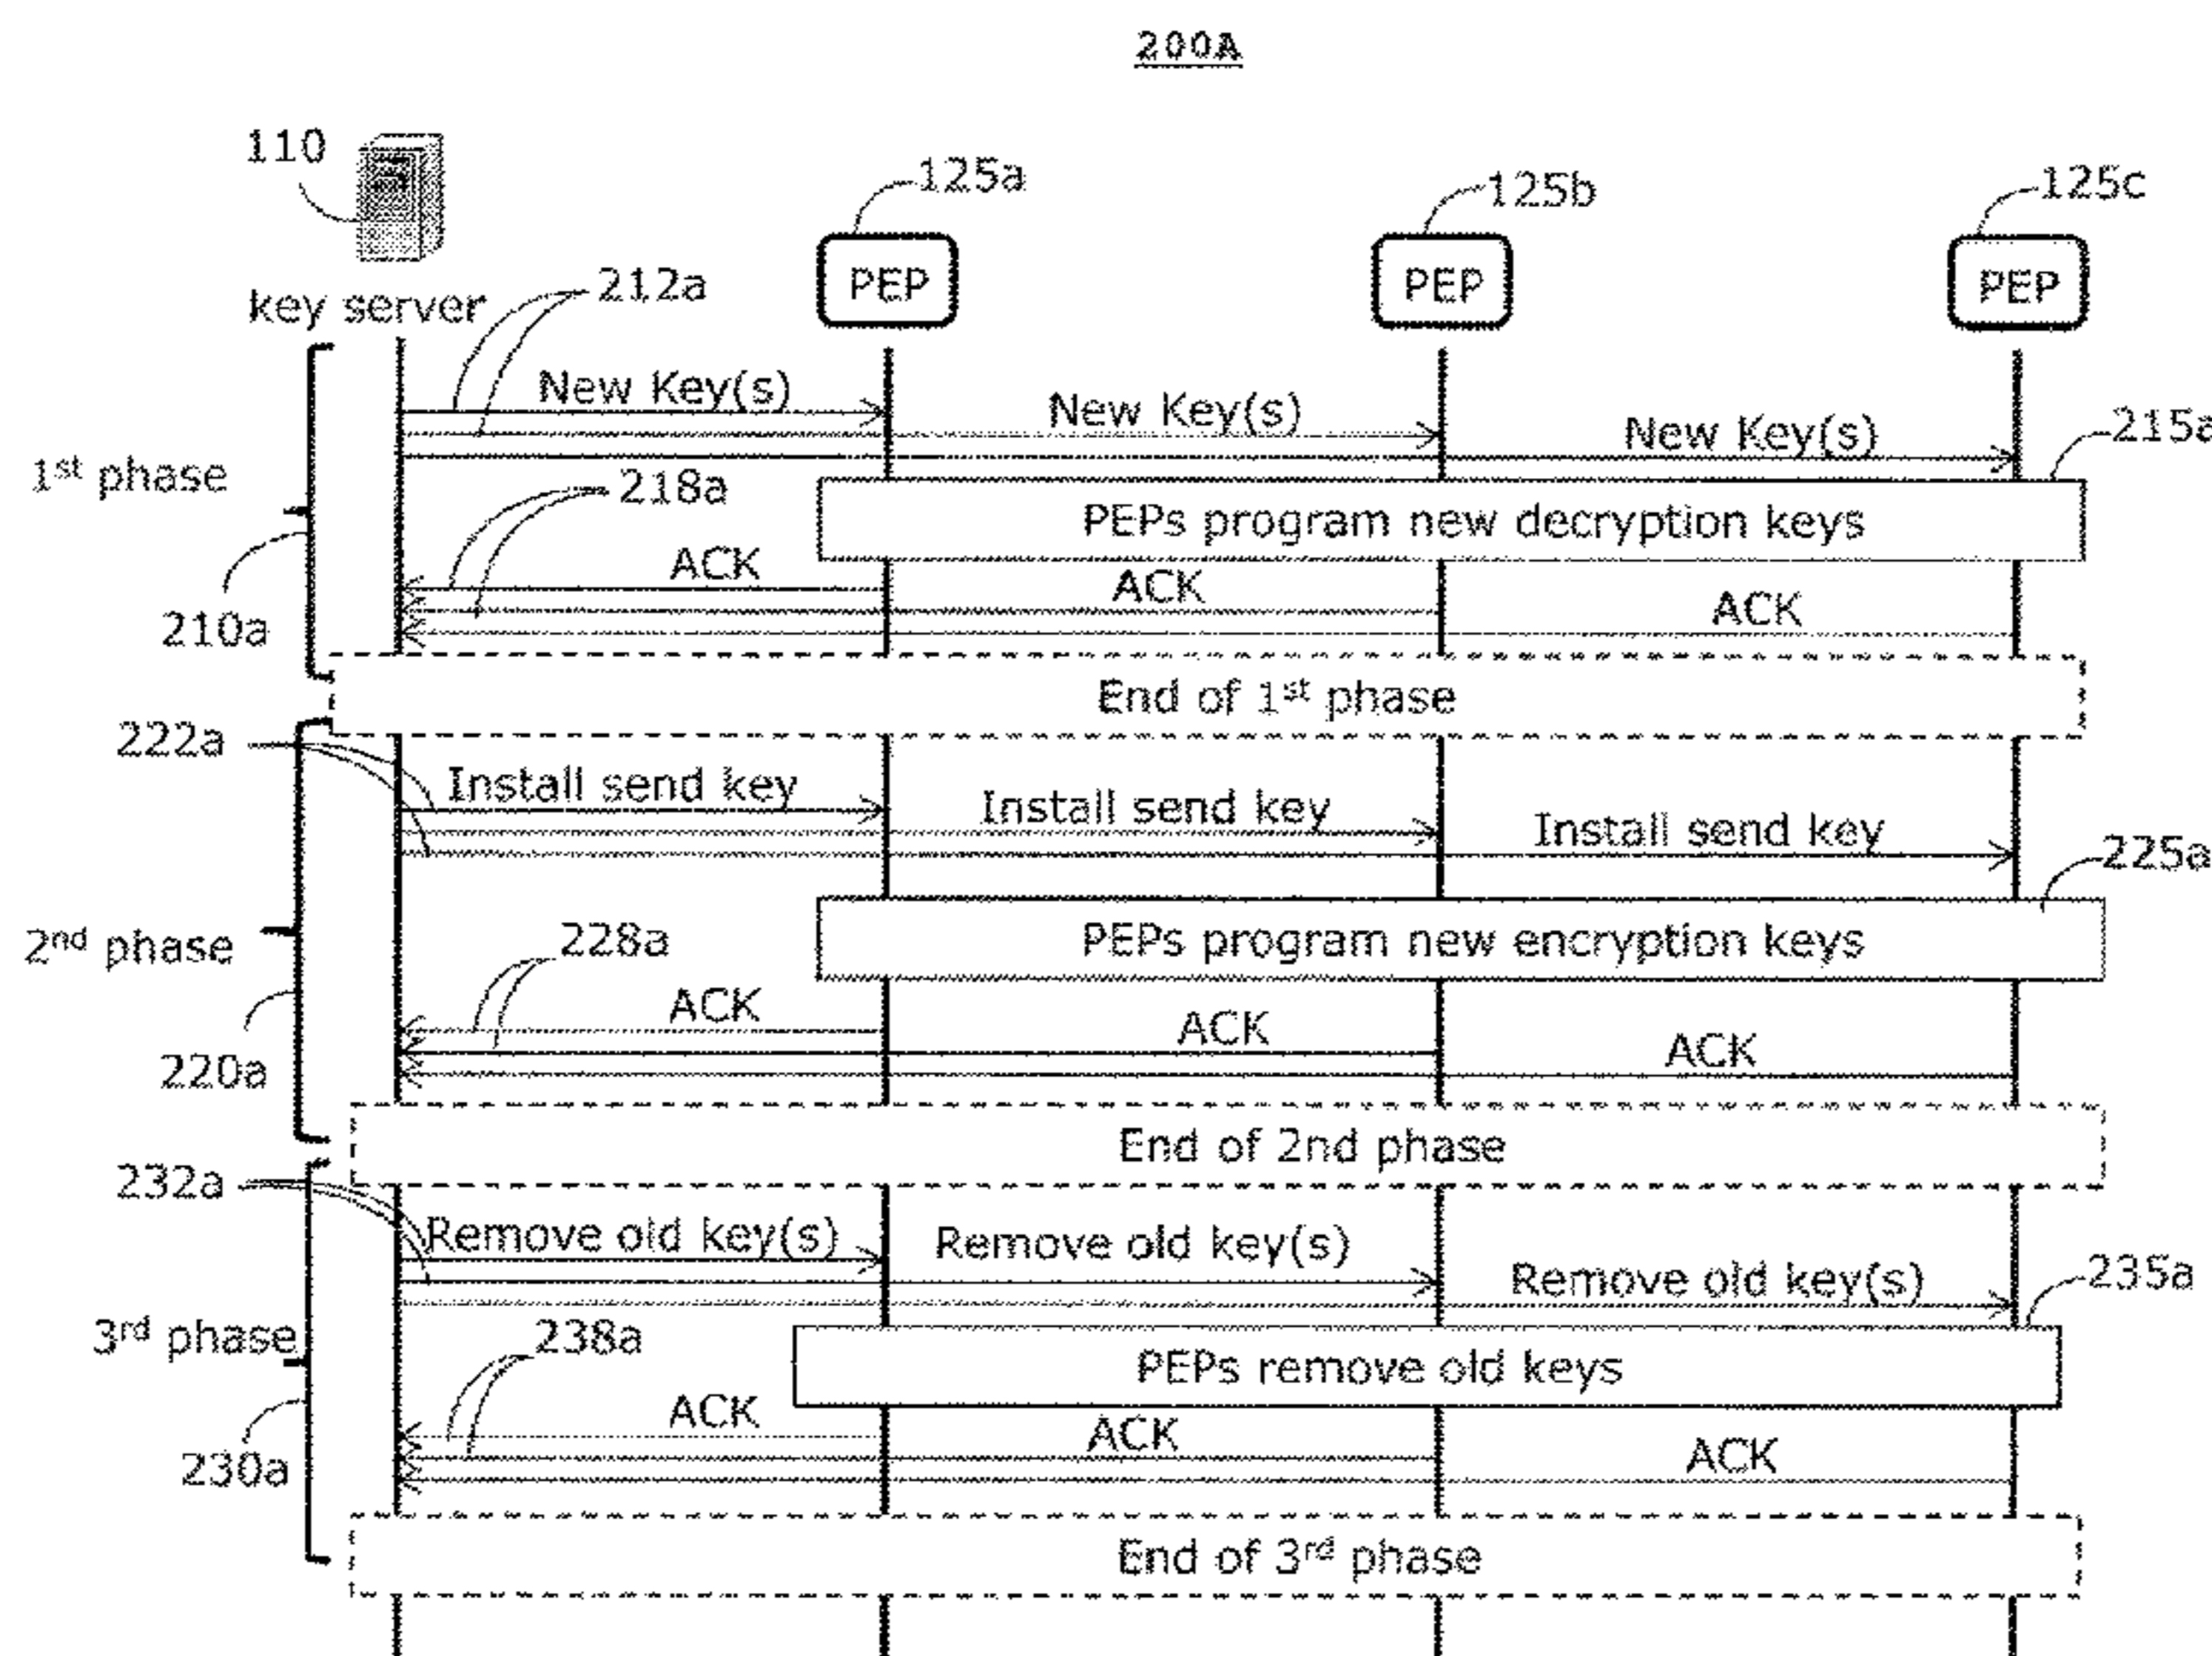 200A
110
125a
125b
125c
key server
PEP
PEP
PEP
212a
New Key(s)
New Key(s)
New Key(s)
215a
1st phase
218a
PEPs program new decryption keys
ACK
ACK
ACK
210a
End of 1st phase
222a
Install send key
Install send key
Install send key
225a
2nd phase
228a
PEPs program new encryption keys
ACK
ACK
ACK
220a
End of 2nd phase
232a
Remove old key(s)
Remove old key(s)
Remove old key(s)
235a
3rd phase
238a
PEPs remove old keys
ACK
ACK
ACK
230a
End of 3rd phase